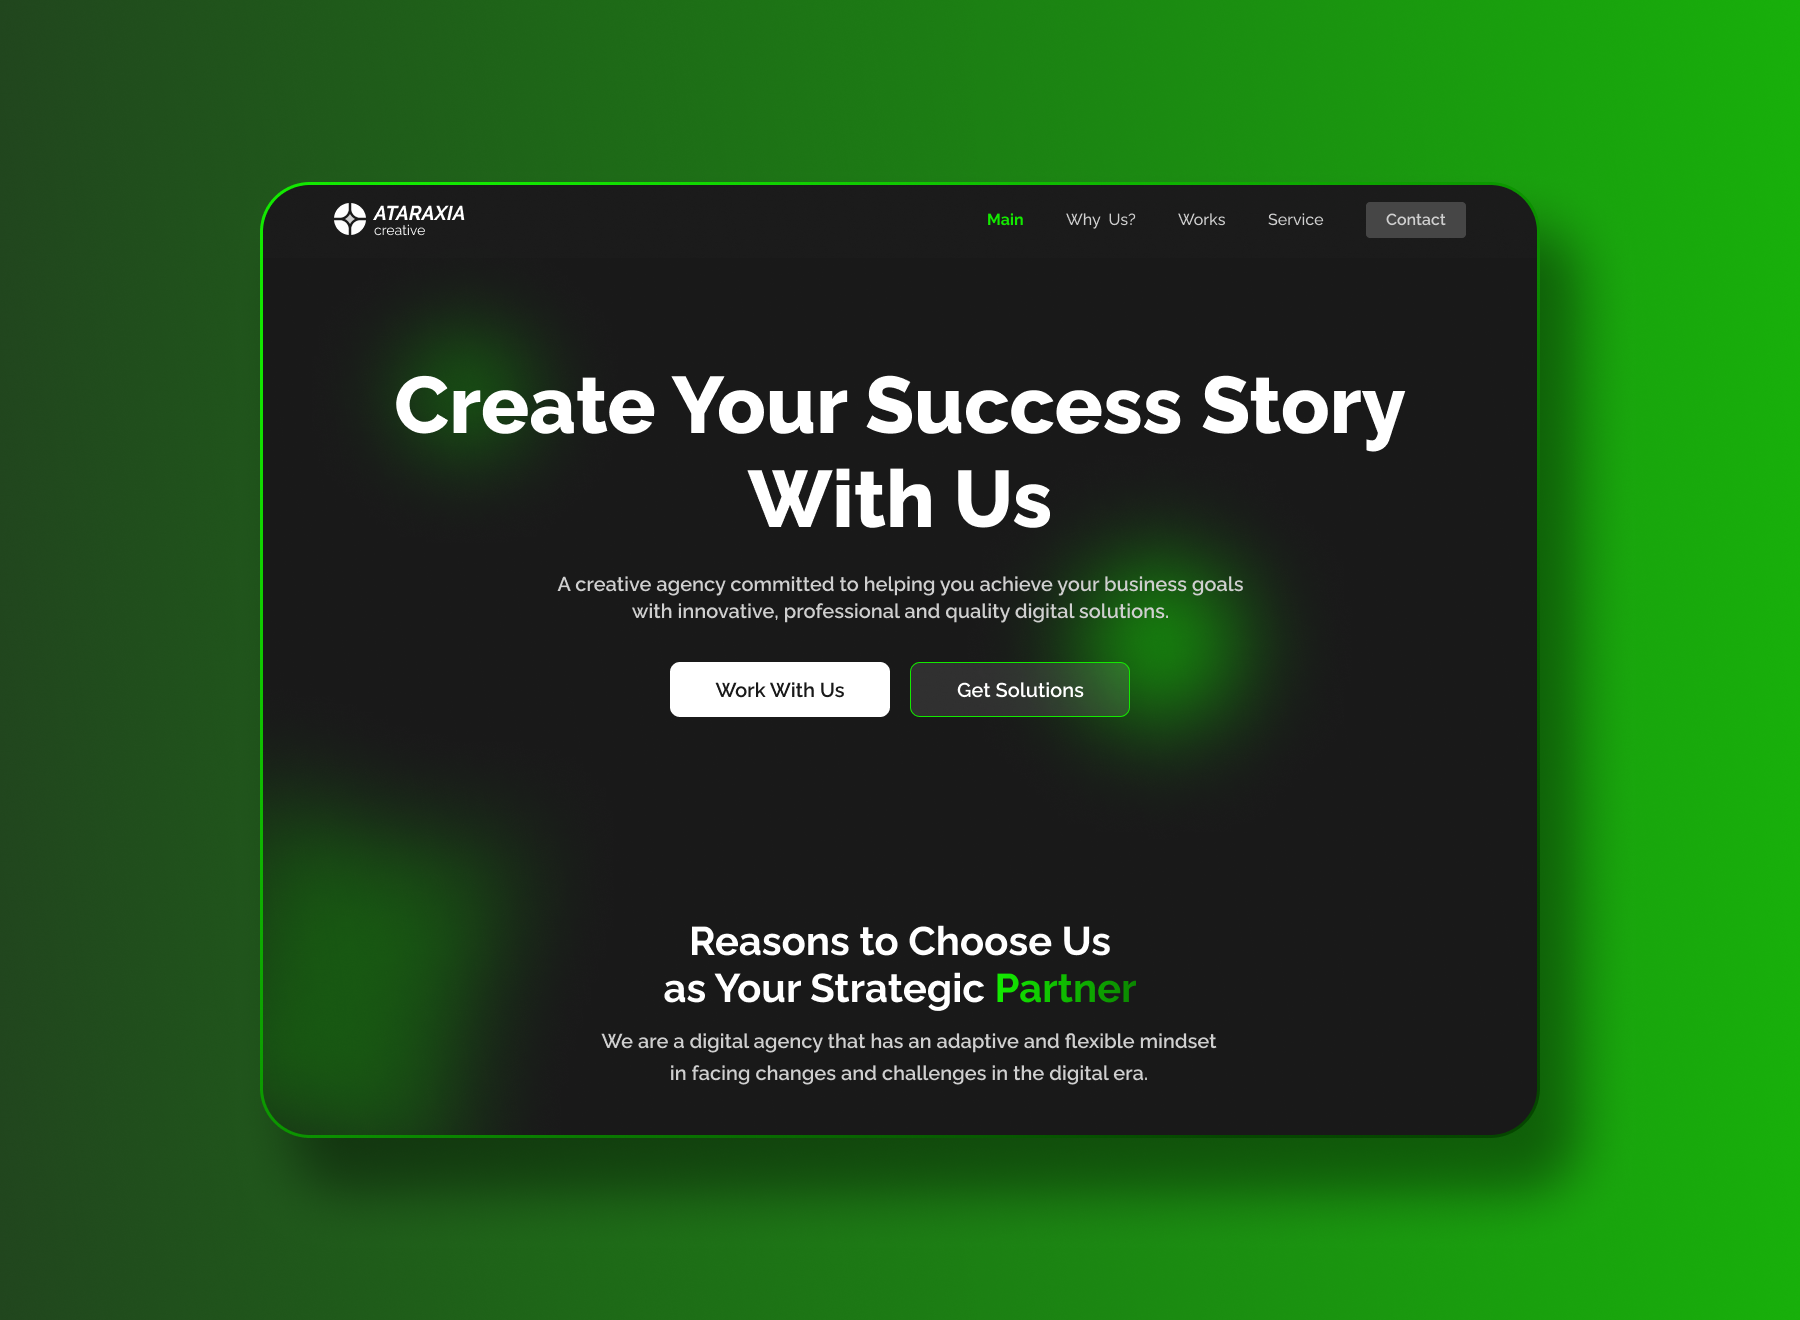 ATARAXIA
creative
Main
Why Us?
Works
Service
Contact
Create Your Success Story
With Us
A creative agency committed to helping you achieve your business goals
with innovative, professional and quality digital solutions.
Work With Us
Get Solutions
Reasons to Choose Us
as Your Strategic Partner
We are a digital agency that has an adaptive and flexible mindset
in facing changes and challenges in the digital era.